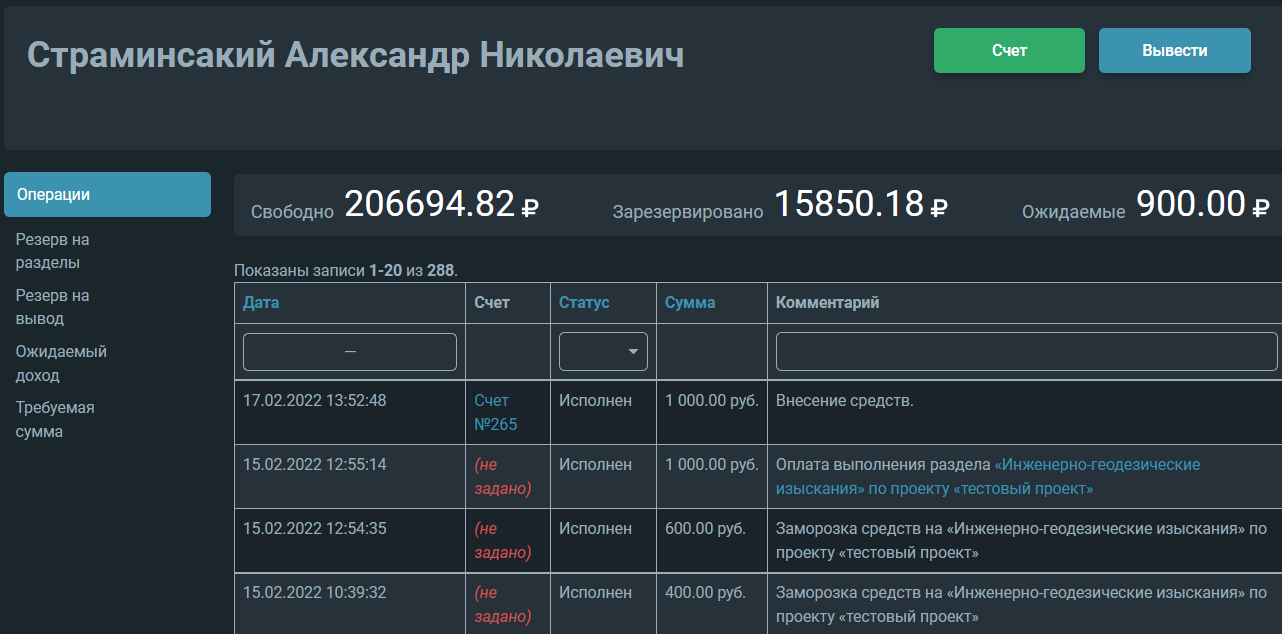 Страминсакий Александр Николаевич
Счет
Вывести
Операции
Резерв на
разделы
Резерв на
вывод
Ожидаемый
доход
Требуемая
сумма
Свободно 206694.82 ₽
Зарезервировано 15850.18 ₽
Ожидаемые 900.00 ₽
Показаны записи 1-20 из 288.
Дата Счет Статус Сумма Комментарий
—
17.02.2022 13:52:48 Счет Исполнен 1 000.00 руб. Внесение средств.
№265
15.02.2022 12:55:14 (не Исполнен 1 000.00 руб. Оплата выполнения раздела «Инженерно-геодезические
задано) изыскания» по проекту «тестовый проект»
15.02.2022 12:54:35 (не Исполнен 600.00 руб. Заморозка средств на «Инженерно-геодезические изыскания» по
задано) проекту «тестовый проект»
15.02.2022 10:39:32 (не Исполнен 400.00 руб. Заморозка средств на «Инженерно-геодезические изыскания» по
задано) проекту «тестовый проект»